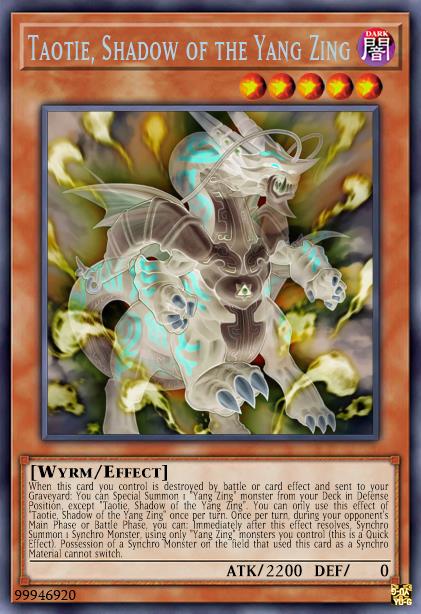 TAOTIE, SHADOW OF THE YANG ZING
DARK
闇
[WYRM/EFFECT]
When this card you control is destroyed by battle or card effect and sent to your
Graveyard: You can Special Summon 1 "Yang Zing" monster from your Deck in Defense
Position, except "Taotie, Shadow of the Yang Zing". You can only use this effect of
"Taotie, Shadow of the Yang Zing" once per turn. Once per turn, during your opponent's
Main Phase or Battle Phase, you can: Immediately after this effect resolves, Synchro
Summon 1 Synchro Monster, using only "Yang Zing" monsters you control (this is a Quick
Effect). Possession of a Synchro Monster on the field that used this card as a Synchro
Material cannot switch.
ATK/2200 DEF/ 0
99946920